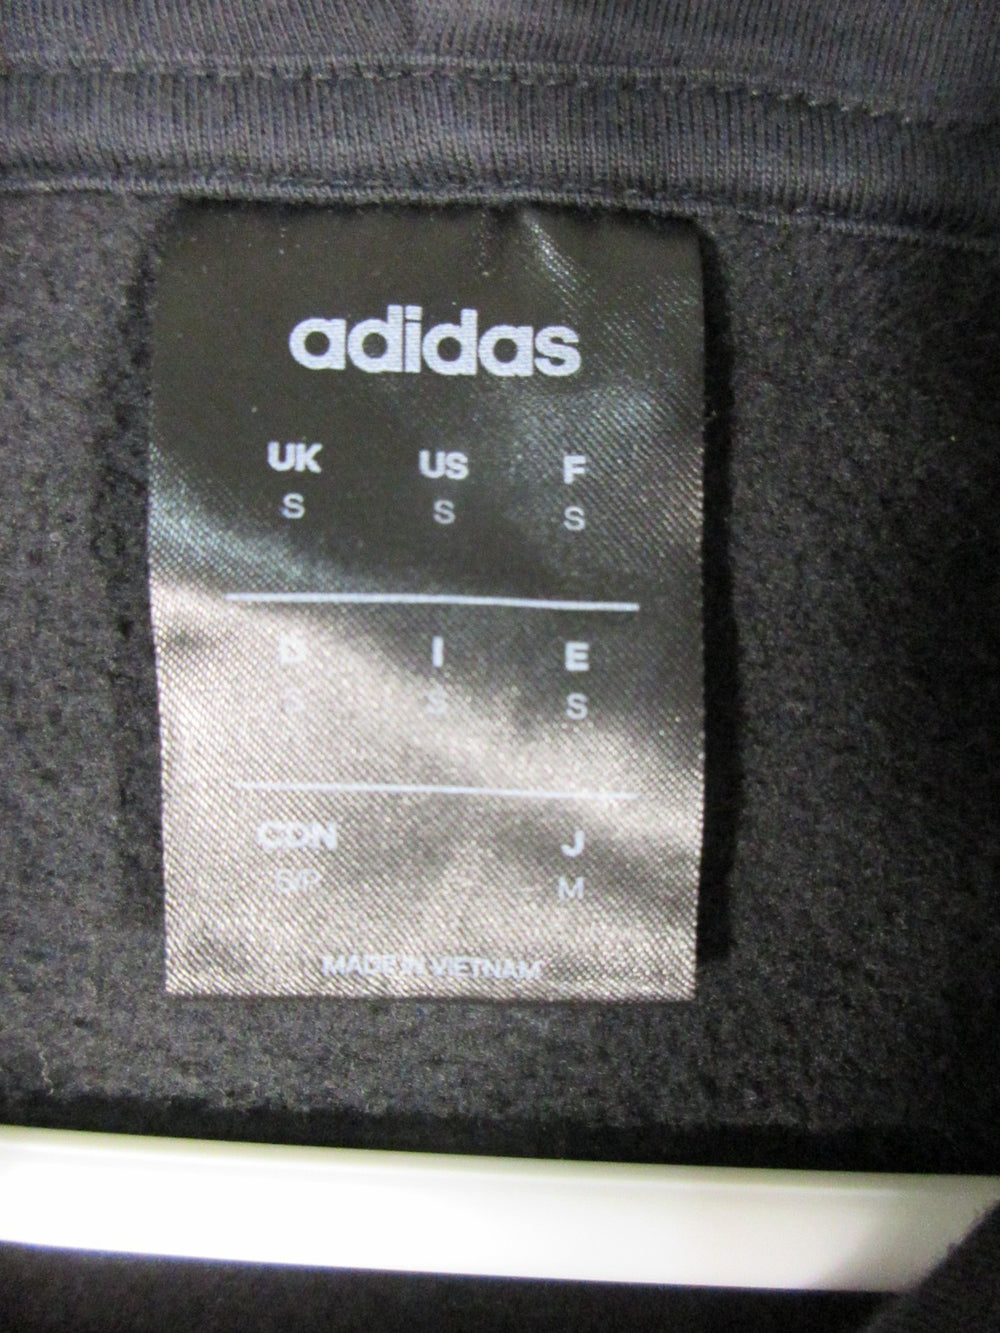 adidas
UK US F
S S S
D I E
S S S
CDN J
S/P M
MADE IN VIETNAM